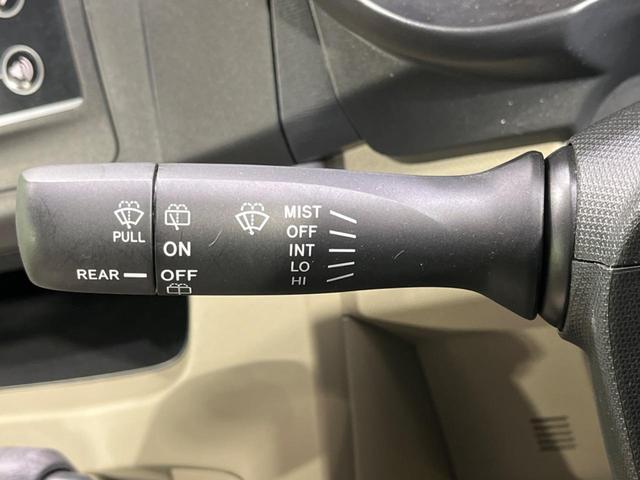 PULL
REAR
ON
OFF
MIST
OFF
INT
LO
HI